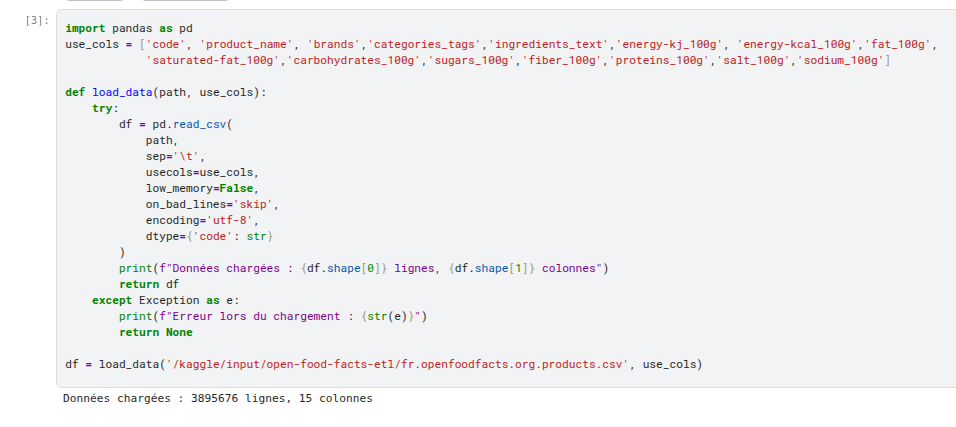 [3]:
import pandas as pd
use_cols = ['code', 'product_name', 'brands','categories_tags','ingredients_text','energy-kj_100g', 'energy-kcal_100g','fat_100g',
            'saturated-fat_100g','carbohydrates_100g','sugars_100g','fiber_100g','proteins_100g','salt_100g','sodium_100g']

def load_data(path, use_cols):
    try:
        df = pd.read_csv(
            path,
            sep='\t',
            usecols=use_cols,
            low_memory=False,
            on_bad_lines='skip',
            encoding='utf-8',
            dtype={'code': str}
        )
        print(f"Données chargées : {df.shape[0]} lignes, {df.shape[1]} colonnes")
        return df
    except Exception as e:
        print(f"Erreur lors du chargement : {str(e)}")
        return None

df = load_data('/kaggle/input/open-food-facts-etl/fr.openfoodfacts.org.products.csv', use_cols)
Données chargées : 3895676 lignes, 15 colonnes